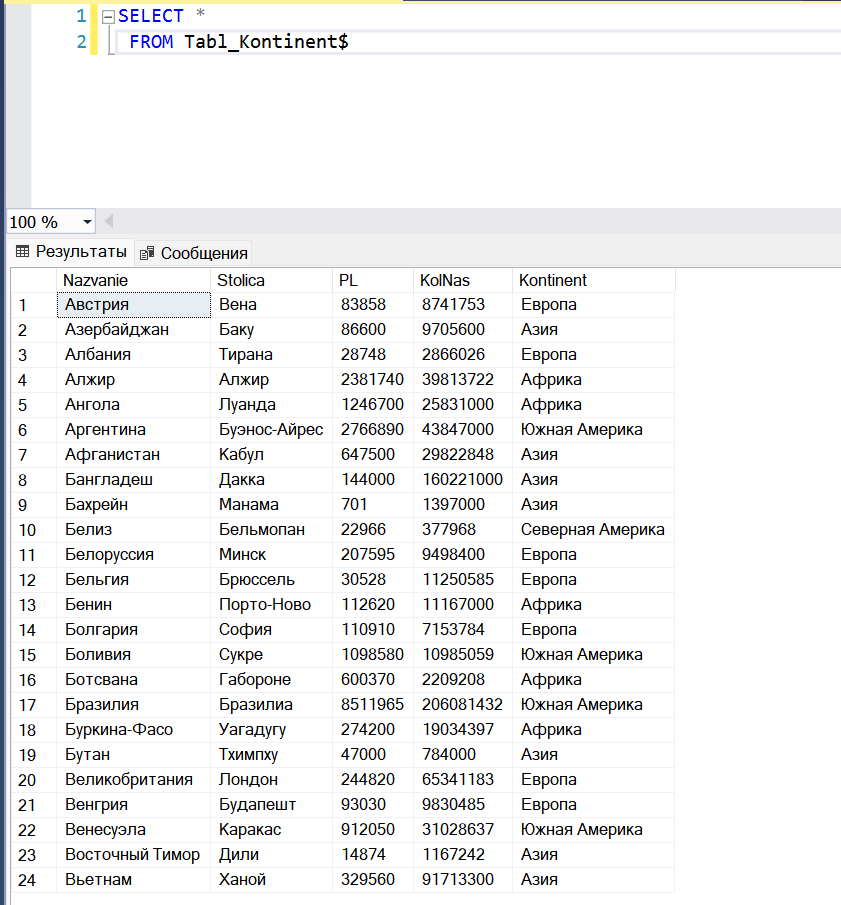 1 SELECT *
2 FROM Tabl_Kontinent$
100 %
Результаты Сообщения
Nazvanie Stolica PL KolNas Kontinent
1 Австрия Вена 83858 8741753 Европа
2 Азербайджан Баку 86600 9705600 Азия
3 Албания Тирана 28748 2866026 Европа
4 Алжир Алжир 2381740 39813722 Африка
5 Ангола Луанда 1246700 25831000 Африка
6 Аргентина Буэнос-Айрес 2766890 43847000 Южная Америка
7 Афганистан Кабул 647500 29822848 Азия
8 Бангладеш Дакка 144000 160221000 Азия
9 Бахрейн Манама 701 1397000 Азия
10 Белиз Бельмопан 22966 377968 Северная Америка
11 Белоруссия Минск 207595 9498400 Европа
12 Бельгия Брюссель 30528 11250585 Европа
13 Бенин Порто-Ново 112620 11167000 Африка
14 Болгария София 110910 7153784 Европа
15 Боливия Сукре 1098580 10985059 Южная Америка
16 Ботсвана Габороне 600370 2209208 Африка
17 Бразилия Бразилиа 8511965 206081432 Южная Америка
18 Буркина-Фасо Уагадугу 274200 19034397 Африка
19 Бутан Тхимпху 47000 784000 Азия
20 Великобритания Лондон 244820 65341183 Европа
21 Венгрия Будапешт 93030 9830485 Европа
22 Венесуэла Каракас 912050 31028637 Южная Америка
23 Восточный Тимор Дили 14874 1167242 Азия
24 Вьетнам Ханой 329560 91713300 Азия